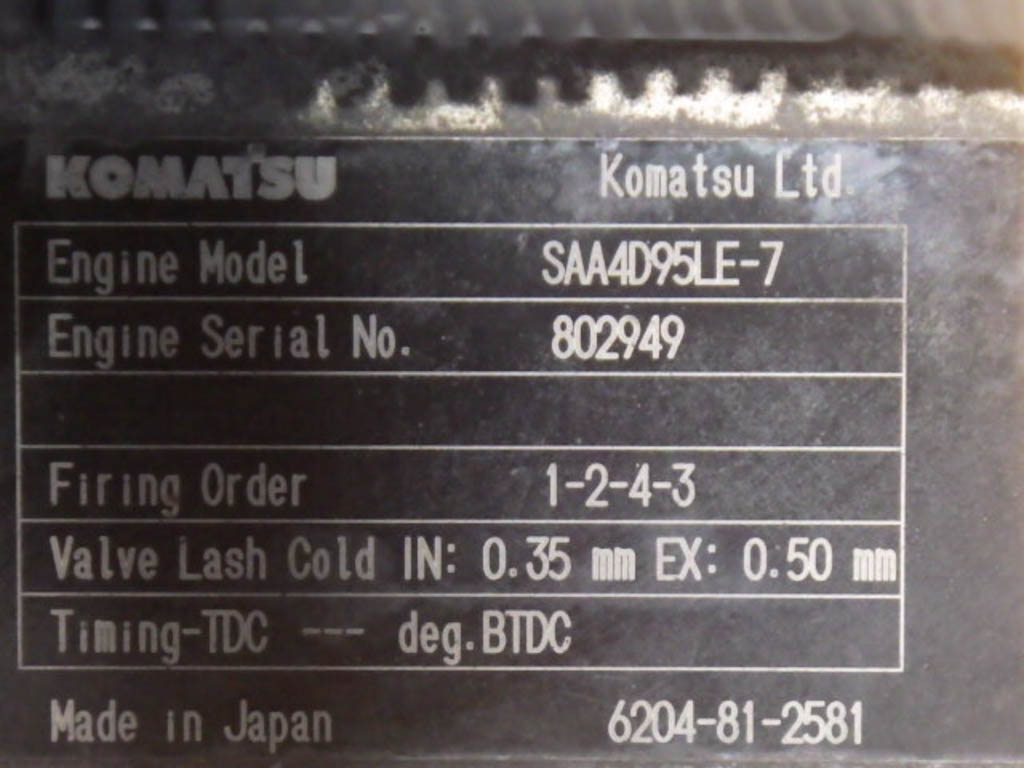 KOMATSU Komatsu Ltd.
Engine Model SAA4D95LE-7
Engine Serial No. 802949
Firing Order 1-2-4-3
Valve Lash Cold IN: 0.35 mm EX: 0.50 mm
Timing-TDC --- deg.BTDC
Made in Japan 6204-81-2581